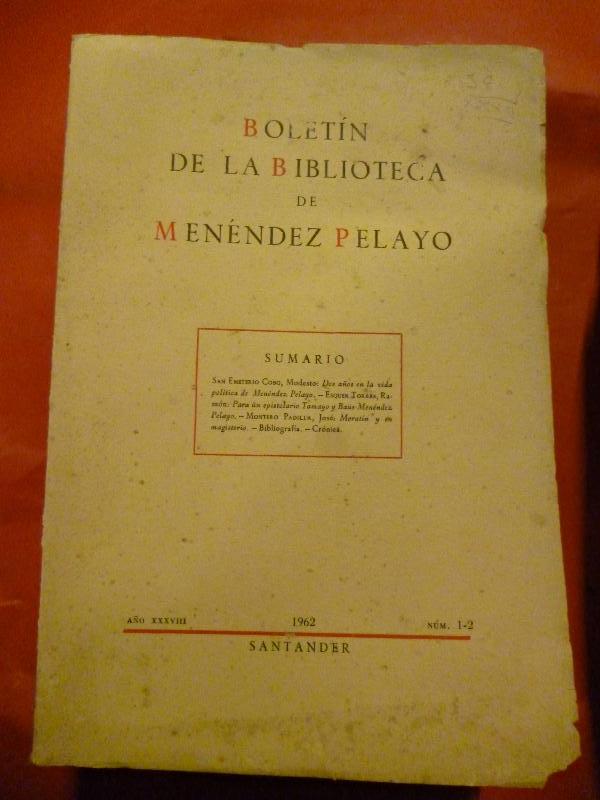 BOLETÍN
DE LA BIBLIOTECA
DE
MENÉNDEZ PELAYO
SUMARIO
SAN EMETERIO COBO, Modesto: Dos años en la vida
política de Menéndez Pelayo. — ESQUER TORRES, Ra-
món: Para un epistolario Tamayo y Baus-Menéndez
Pelayo. — MONTERO PADILLA, José: Moratín y su
magisterio. — Bibliografía. — Crónica.
AÑO XXXVIII 1962 NÚM. 1-2
SANTANDER